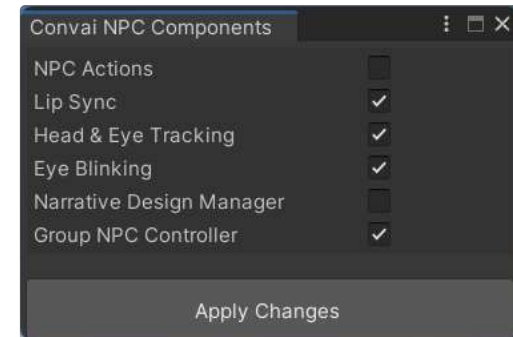 Convai NPC Components
NPC Actions
Lip Sync
Head & Eye Tracking
Eye Blinking
Narrative Design Manager
Group NPC Controller
Apply Changes